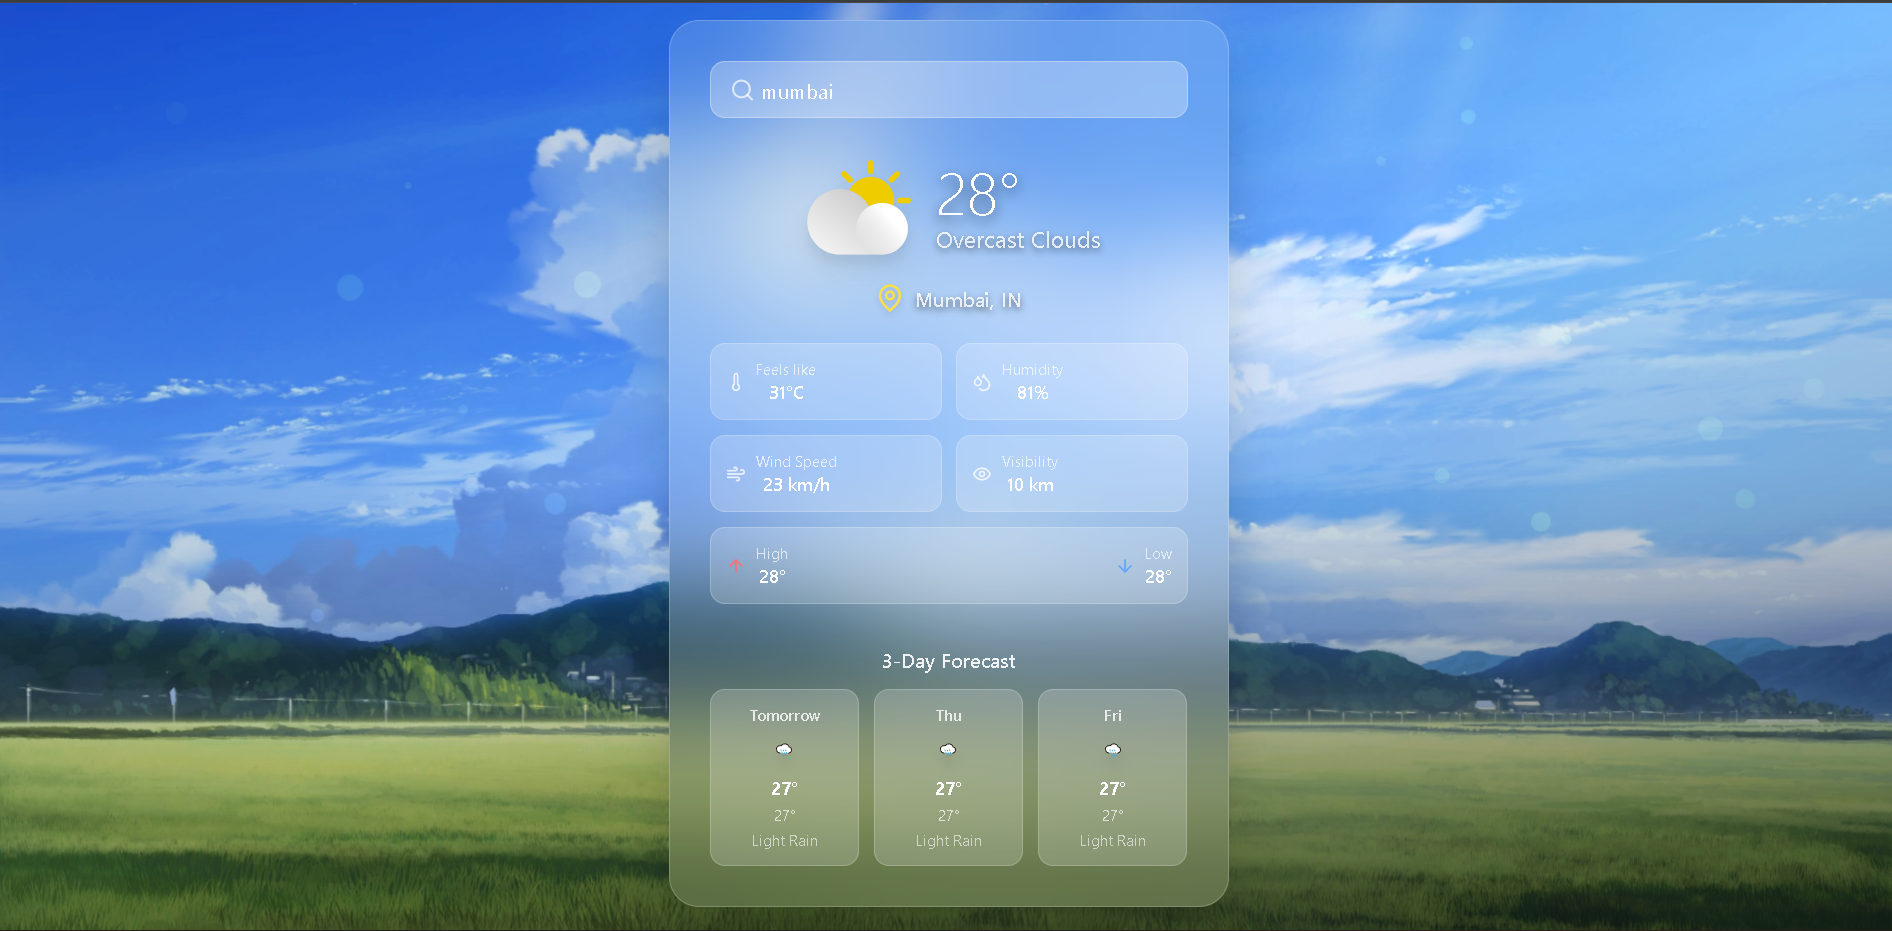 mumbai
28°
Overcast Clouds
Mumbai, IN
Feels like
31°C
Humidity
81%
Wind Speed
23 km/h
Visibility
10 km
High
28°
Low
28°
3-Day Forecast
Tomorrow
27°
27°
Light Rain
Thu
27°
27°
Light Rain
Fri
27°
27°
Light Rain